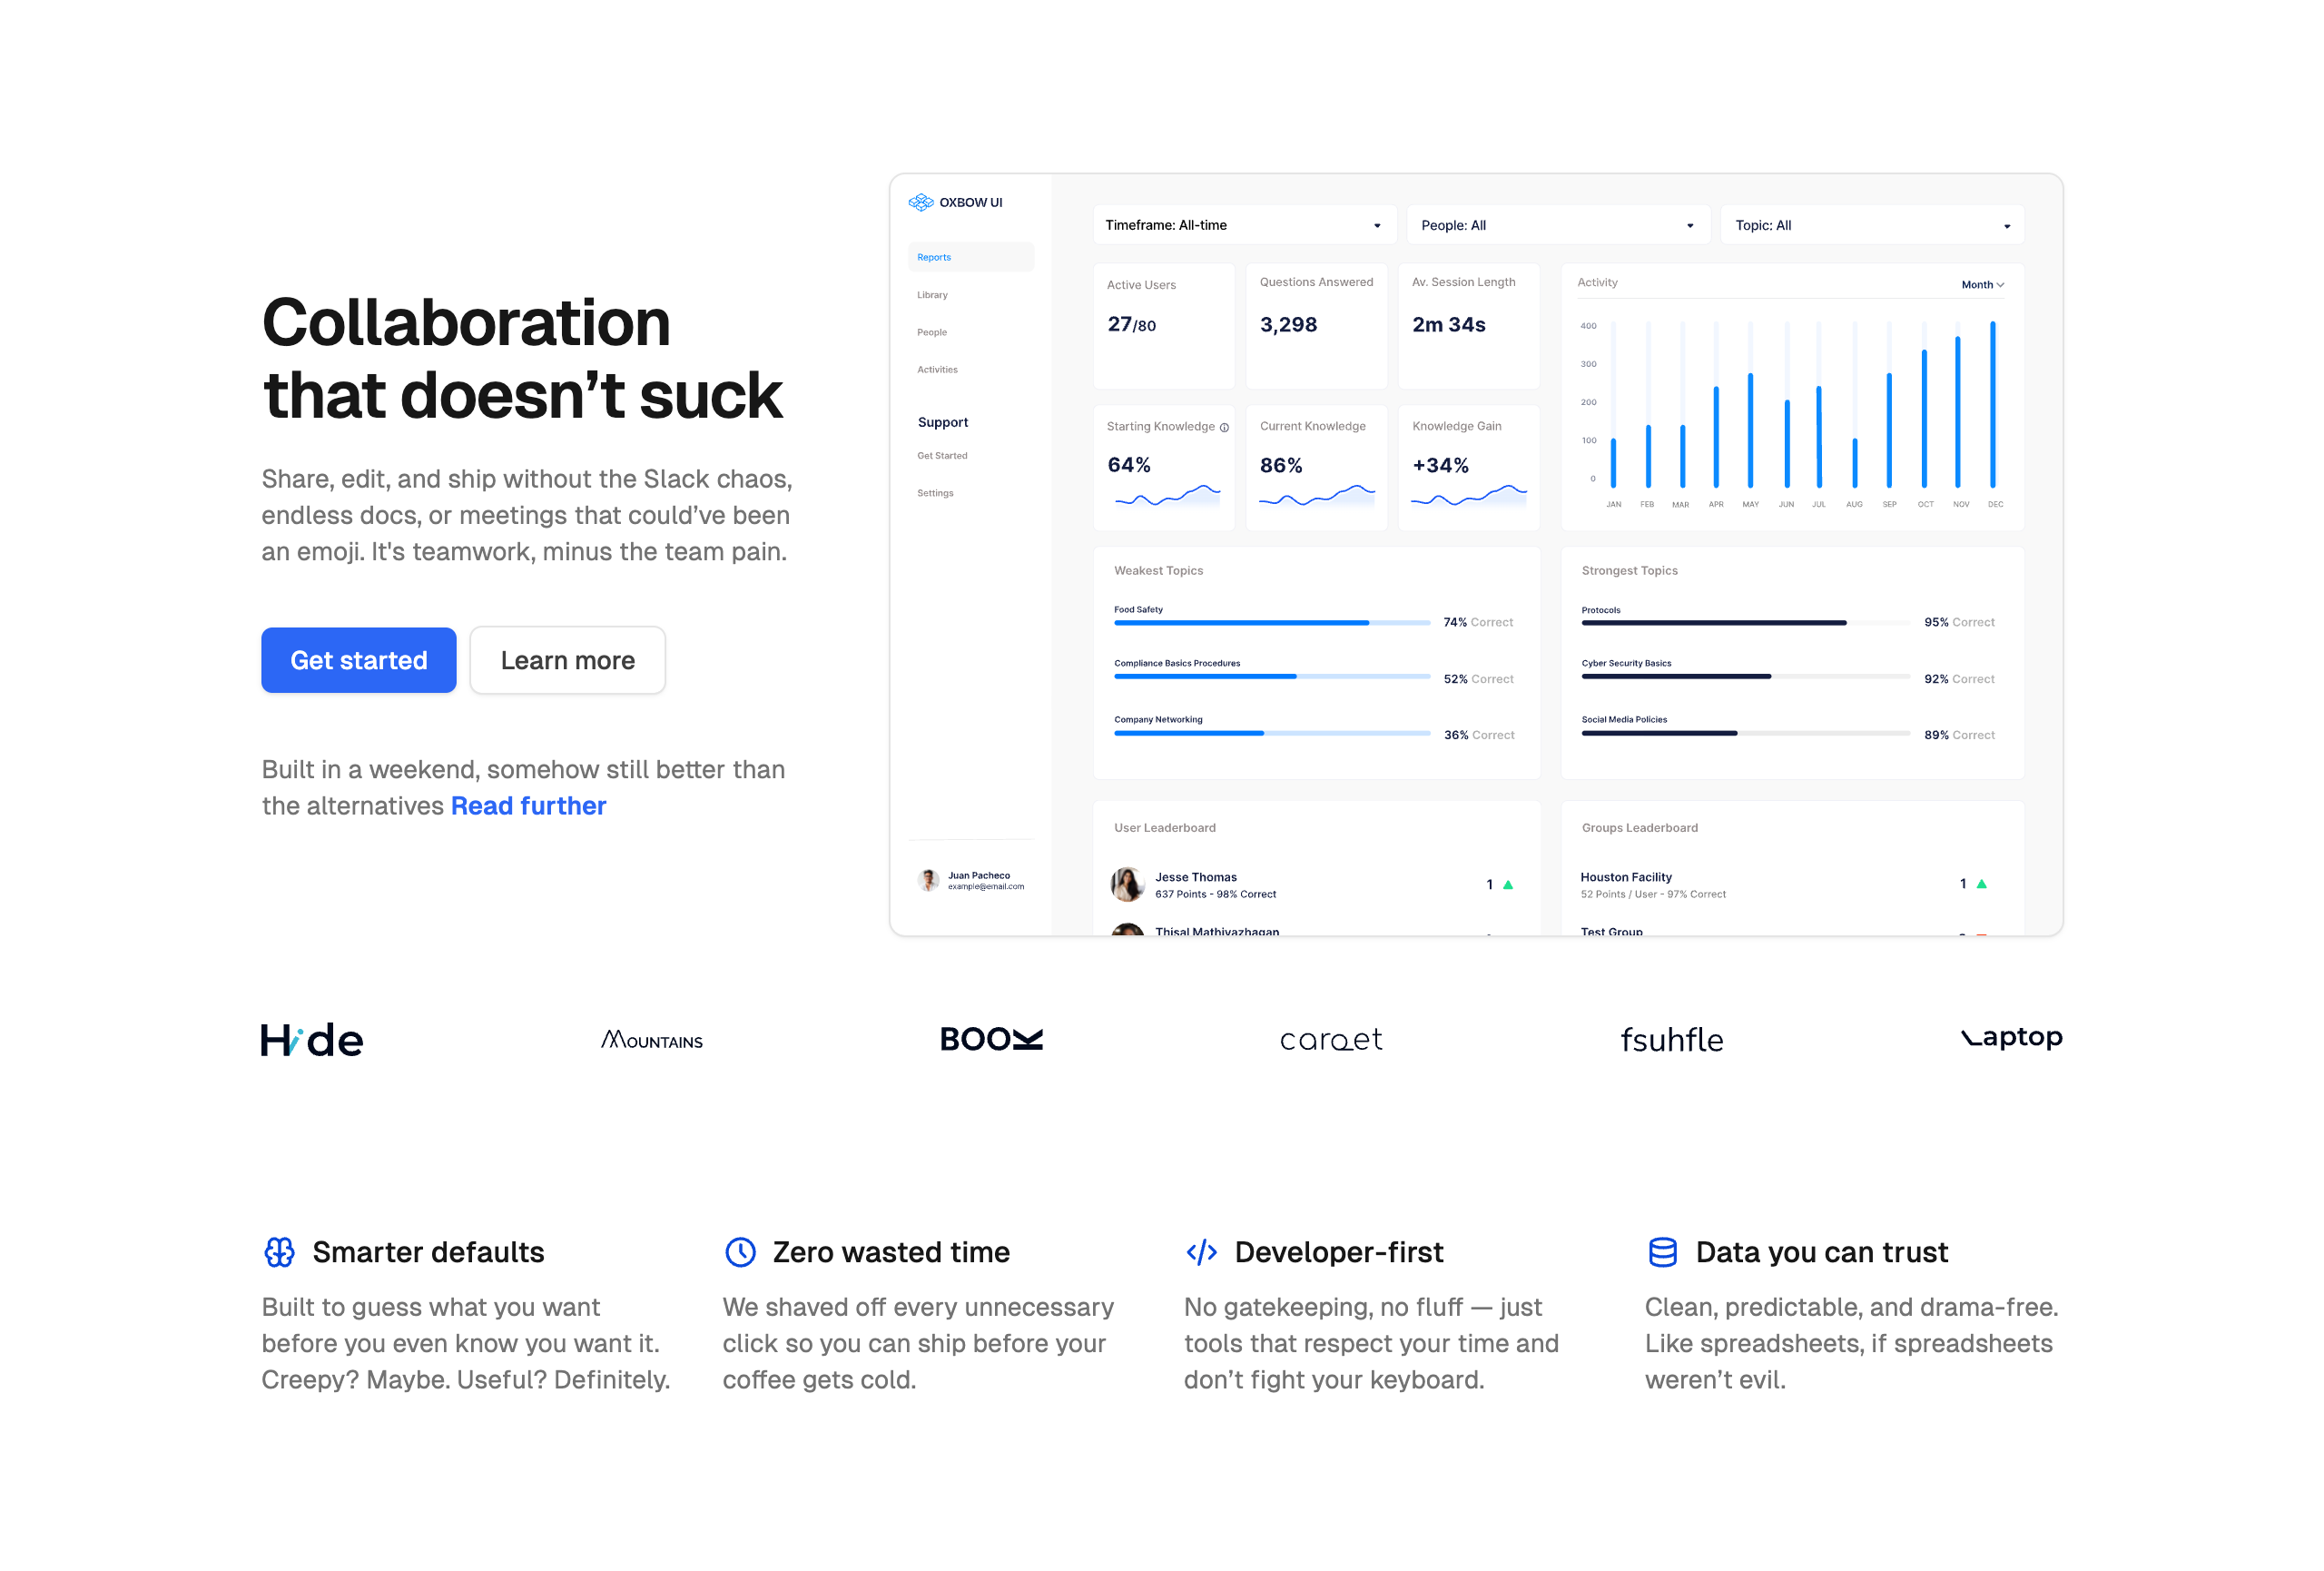 Collaboration
that doesn’t suck
Share, edit, and ship without the Slack chaos,
endless docs, or meetings that could’ve been
an emoji. It's teamwork, minus the team pain.
Get started
Learn more
Built in a weekend, somehow still better than
the alternatives Read further
OXBOW UI
Reports
Library
People
Activities
Support
Get Started
Settings
Juan Pacheco
example@email.com
Timeframe: All-time
People: All
Topic: All
Active Users
27/80
Questions Answered
3,298
Av. Session Length
2m 34s
Starting Knowledge
64%
Current Knowledge
86%
Knowledge Gain
+34%
Activity
Month
400
300
200
100
0
JAN FEB MAR APR MAY JUN JUL AUG SEP OCT NOV DEC
Weakest Topics
Food Safety
74% Correct
Compliance Basics Procedures
52% Correct
Company Networking
36% Correct
Strongest Topics
Protocols
95% Correct
Cyber Security Basics
92% Correct
Social Media Policies
89% Correct
User Leaderboard
Jesse Thomas
637 Points - 98% Correct
1
Thisal Mathiyazhagan
Groups Leaderboard
Houston Facility
52 Points / User - 97% Correct
1
Test Group
Hide
MOUNTAINS
BOOK
carpet
fsuhfle
Laptop
Smarter defaults
Built to guess what you want
before you even know you want it.
Creepy? Maybe. Useful? Definitely.
Zero wasted time
We shaved off every unnecessary
click so you can ship before your
coffee gets cold.
Developer-first
No gatekeeping, no fluff — just
tools that respect your time and
don’t fight your keyboard.
Data you can trust
Clean, predictable, and drama-free.
Like spreadsheets, if spreadsheets
weren’t evil.